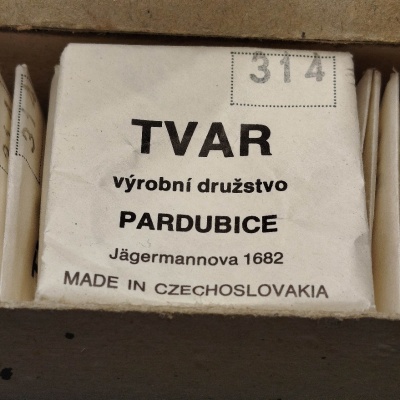 314
TVAR
výrobní družstvo
PARDUBICE
Jägermannova 1682
MADE IN CZECHOSLOVAKIA